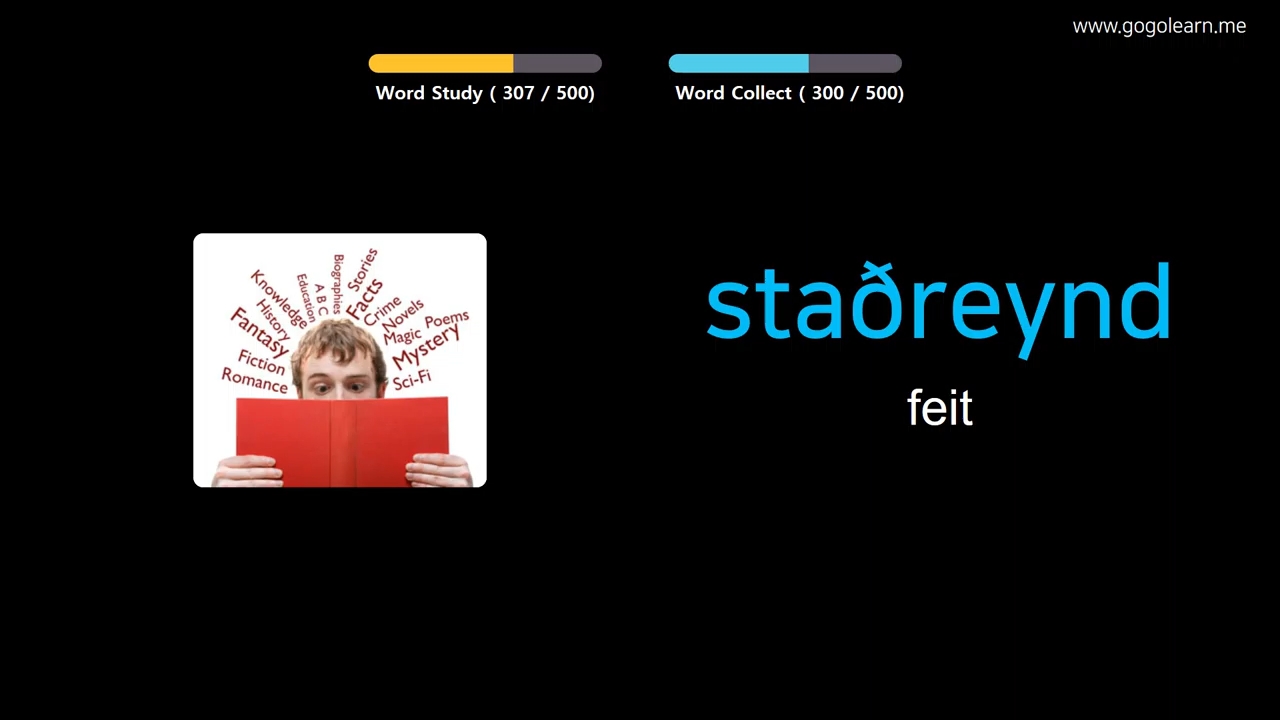 www.gogolearn.me
Word Study ( 307 / 500)
Word Collect ( 300 / 500)
Stories
Biographies
Knowledge
Education
A B C
Facts
History
Crime
Novels
Fantasy
Poems
Magic
Mystery
Fiction
Romance
Sci-Fi
staðreynd
feit